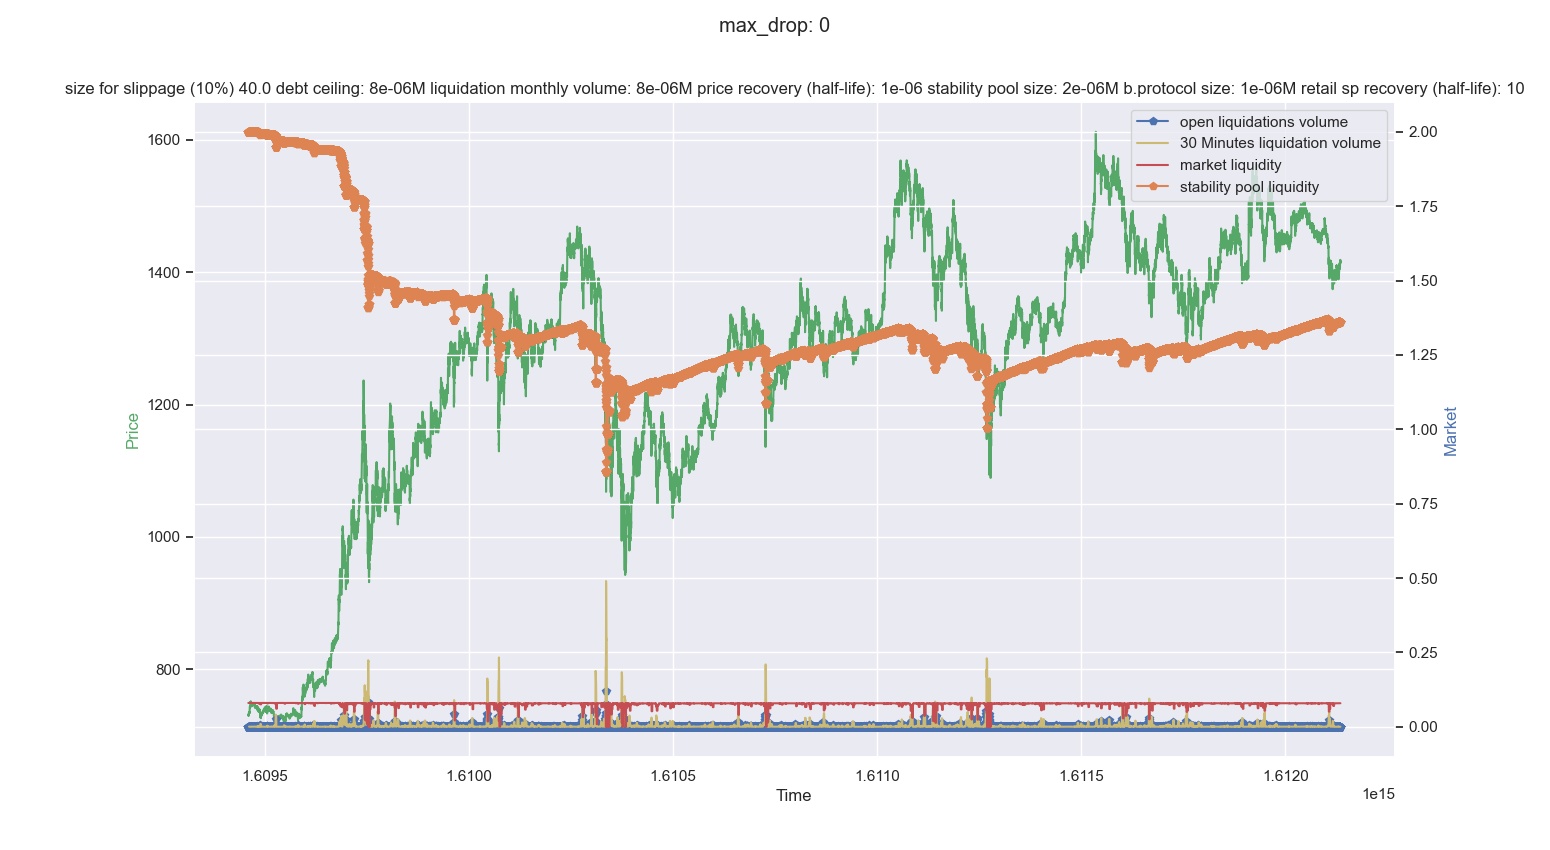 max_drop: 0
size for slippage (10%) 40.0 debt ceiling: 8e-06M liquidation monthly volume: 8e-06M price recovery (half-life): 1e-06 stability pool size: 2e-06M b.protocol size: 1e-06M retail sp recovery (half-life): 10
open liquidations volume
30 Minutes liquidation volume
market liquidity
stability pool liquidity
1600
1400
1200
1000
800
Price
2.00
1.75
1.50
1.25
1.00
0.75
0.50
0.25
0.00
Market
1.6095 1.6100 1.6105 1.6110 1.6115 1.6120
Time
1e15